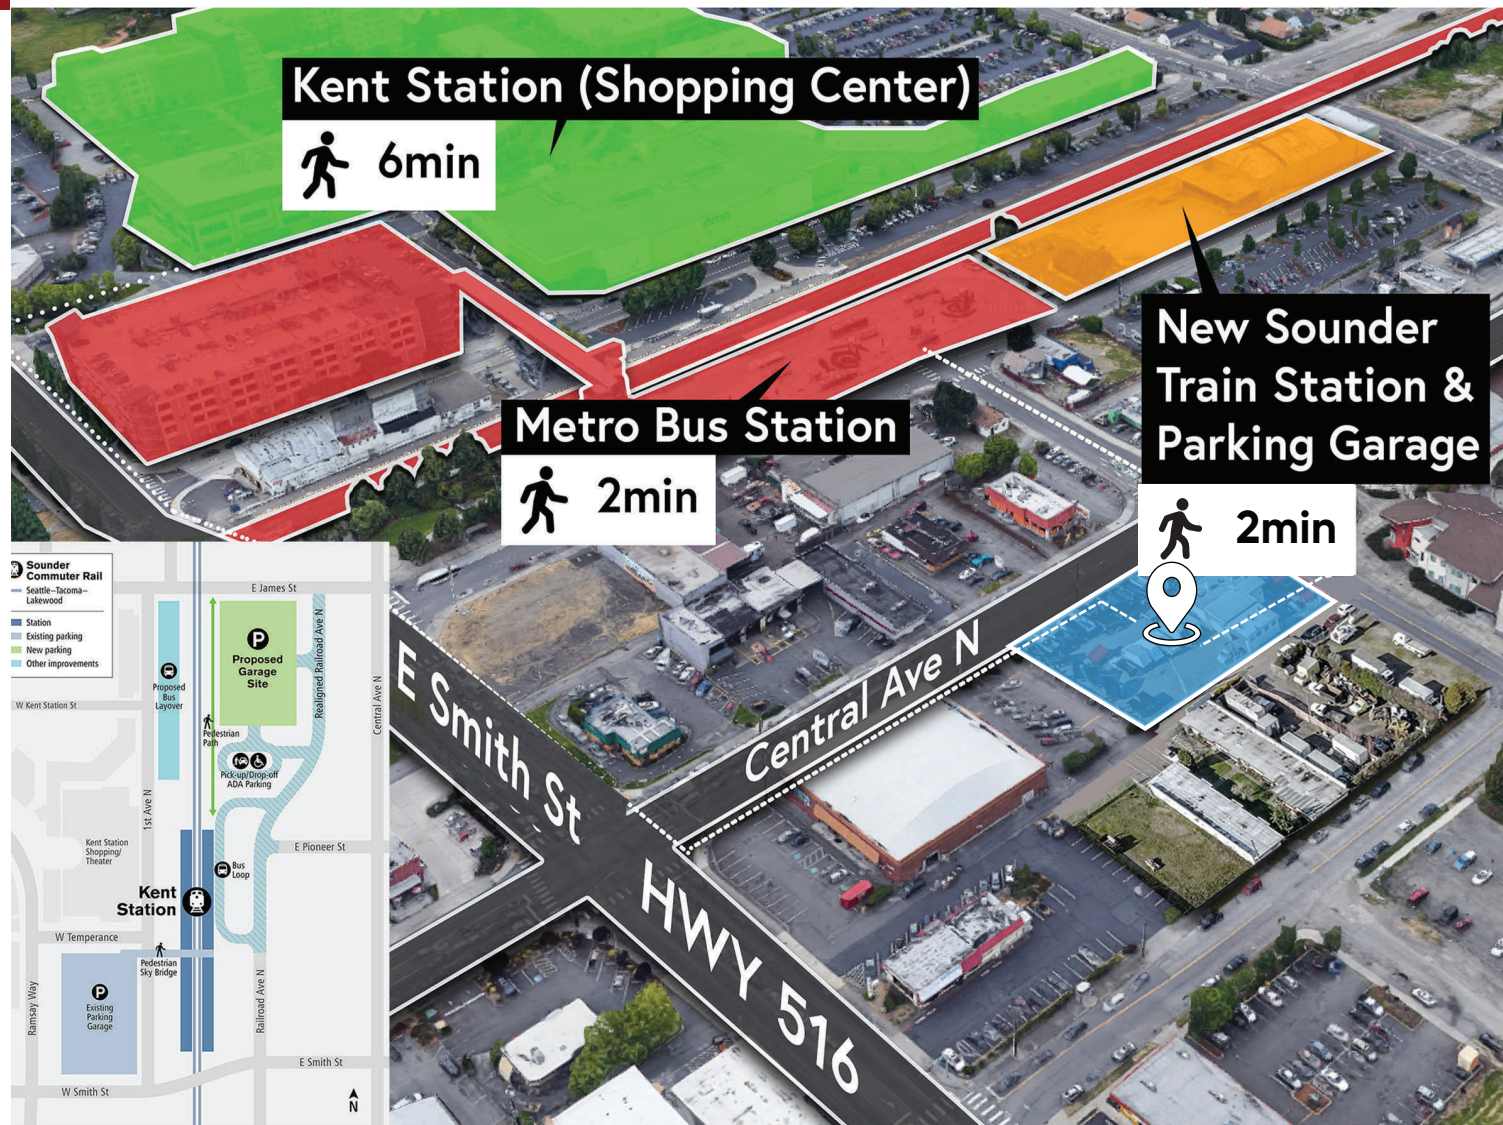 Kent Station (Shopping Center)
6min
New Sounder
Train Station &
Parking Garage
2min
Metro Bus Station
2min
E Smith St
Central Ave N
HWY 516
Sounder
Commuter Rail
Seattle–Tacoma–
Lakewood
Station
Existing parking
New parking
Other improvements
E James St
P
Proposed
Garage
Site
Realigned Railroad Ave N
Central Ave N
Proposed
Bus
Layover
W Kent Station St
Pedestrian
Path
Pick-up/Drop-off
ADA Parking
1st Ave N
Kent Station
Shopping/
Theater
E Pioneer St
Bus
Loop
Kent
Station
W Temperance
Pedestrian
Sky Bridge
P
Existing
Parking
Garage
Ramsay Way
Railroad Ave N
E Smith St
W Smith St
N